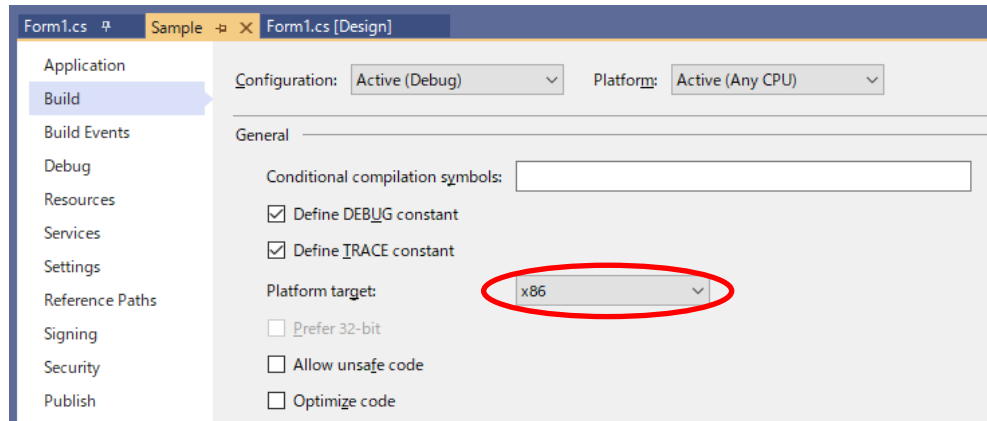 Form1.cs Sample Form1.cs [Design]
Application
Build
Build Events
Debug
Resources
Services
Settings
Reference Paths
Signing
Security
Publish
Configuration: Active (Debug) Platform: Active (Any CPU)
General
Conditional compilation symbols:
Define DEBUG constant
Define TRACE constant
Platform target: x86
Prefer 32-bit
Allow unsafe code
Optimize code